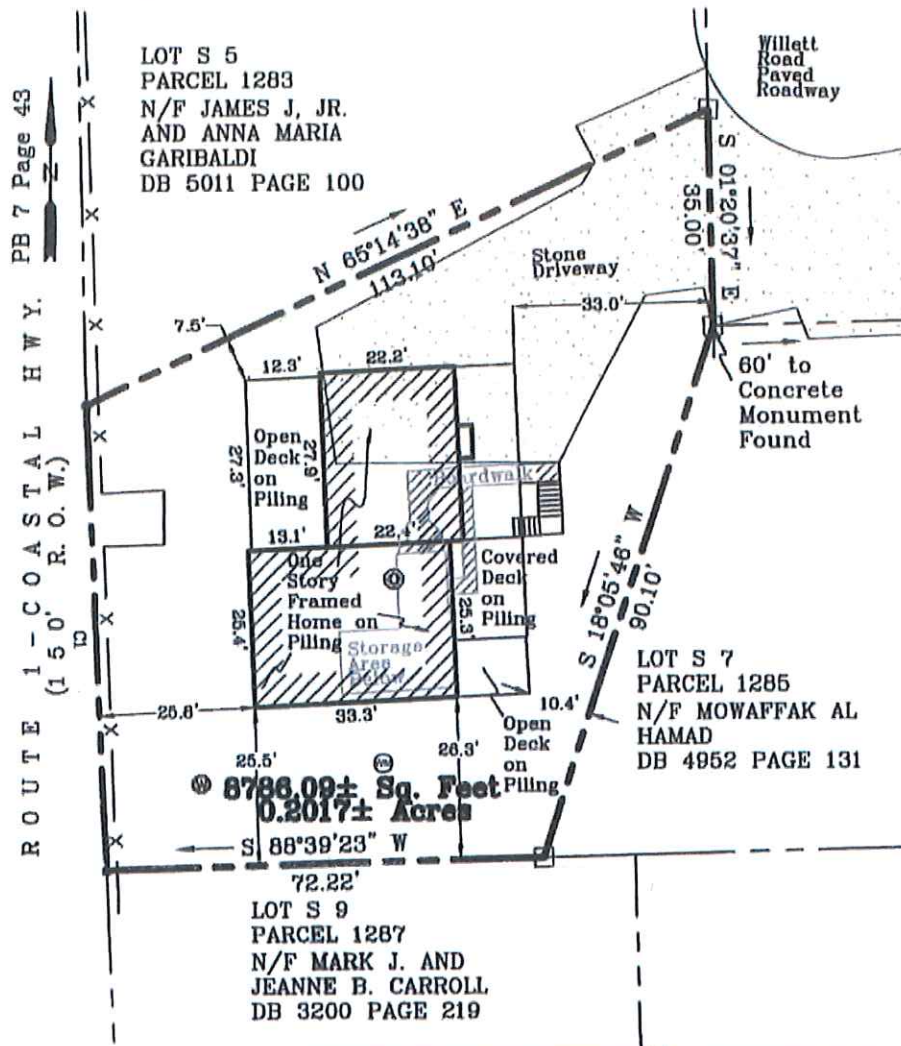 LOT S 5
PARCEL 1283
N/F JAMES J, JR.
AND ANNA MARIA
GARIBALDI
DB 5011 PAGE 100
Willett
Road
Paved
Roadway
PB 7 Page 43
N
ROUTE 1 - COASTAL HWY.
(150' R.O.W.)
N 65°14'38" E
113.10'
S 01°20'37" E
35.00'
Stone
Driveway
33.0'
7.5'
12.3'
22.2'
60' to
Concrete
Monument
Found
Open
Deck
on
Piling
27.3'
27.9'
Boardwalk
13.1'
22.4'
One
Story
Framed
Home on
Piling
Covered
Deck
on
Piling
25.4'
25.3'
Storage
Area
Below
C1
S 18°05'46" W
90.10'
LOT S 7
PARCEL 1285
N/F MOWAFFAK AL
HAMAD
DB 4952 PAGE 131
25.6'
33.3'
10.4'
Open
Deck
on
Piling
25.5'
26.3'
W
8786.09± Sq. Feet
0.2017± Acres
S 88°39'23" W
72.22'
LOT S 9
PARCEL 1287
N/F MARK J. AND
JEANNE B. CARROLL
DB 3200 PAGE 219